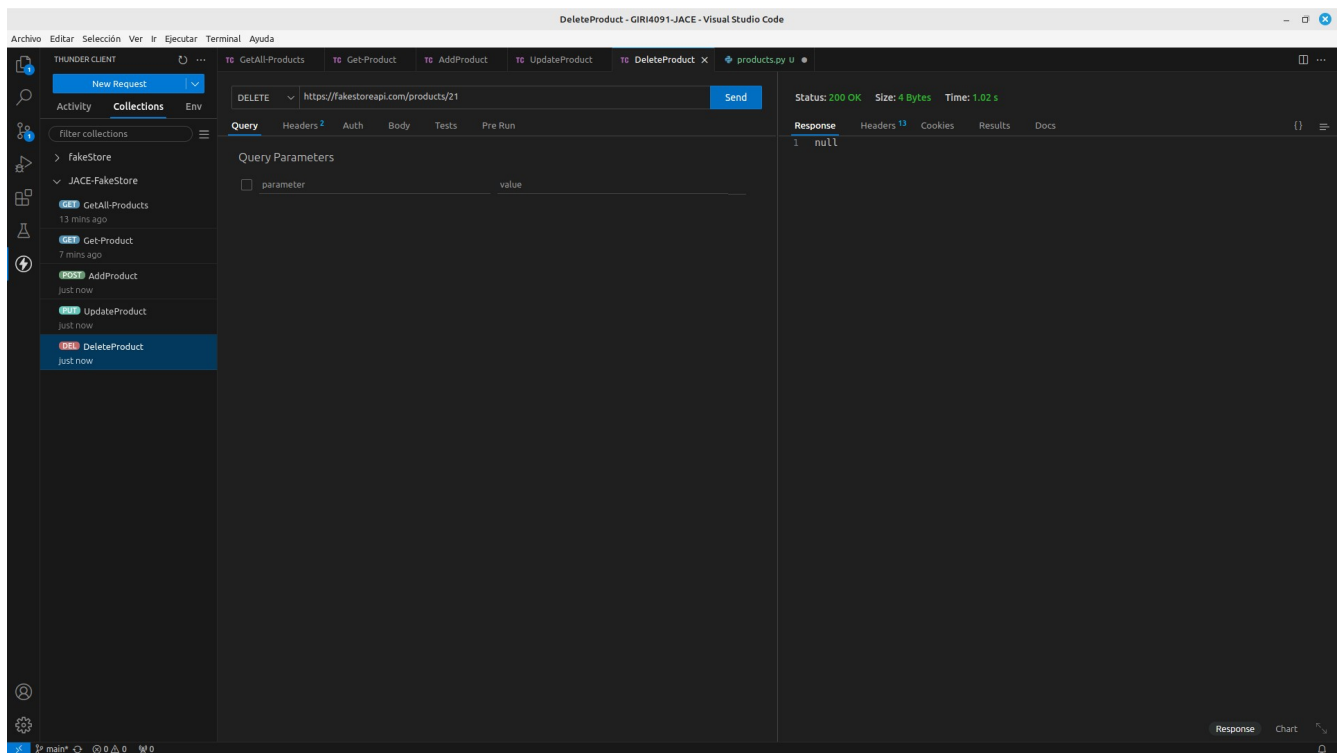 DeleteProduct - GIRI4091-JACE - Visual Studio Code
Archivo Editar Selección Ver Ir Ejecutar Terminal Ayuda
THUNDER CLIENT
New Request
Activity Collections Env
filter collections
fakeStore
JACE-FakeStore
GET GetAll-Products
13 mins ago
GET Get-Product
7 mins ago
POST AddProduct
just now
PUT UpdateProduct
just now
DEL DeleteProduct
just now
TC GetAll-Products TC Get-Product TC AddProduct TC UpdateProduct TC DeleteProduct products.py U
DELETE https://fakestoreapi.com/products/21 Send
Query Headers 2 Auth Body Tests Pre Run
Query Parameters
parameter value
Status: 200 OK Size: 4 Bytes Time: 1.02 s
Response Headers 13 Cookies Results Docs {}
1 null
Response Chart
1
1
main* 0 0 0